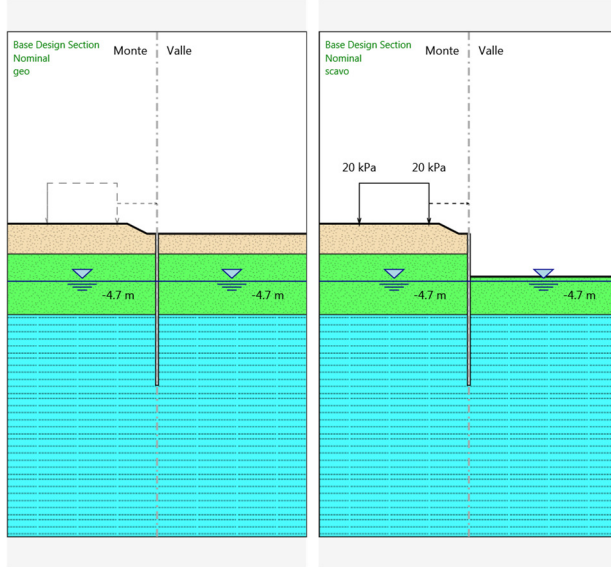 Base Design Section
Nominal
geo
Monte
Valle
-4.7 m
-4.7 m
Base Design Section
Nominal
scavo
Monte
Valle
20 kPa
20 kPa
-4.7 m
-4.7 m